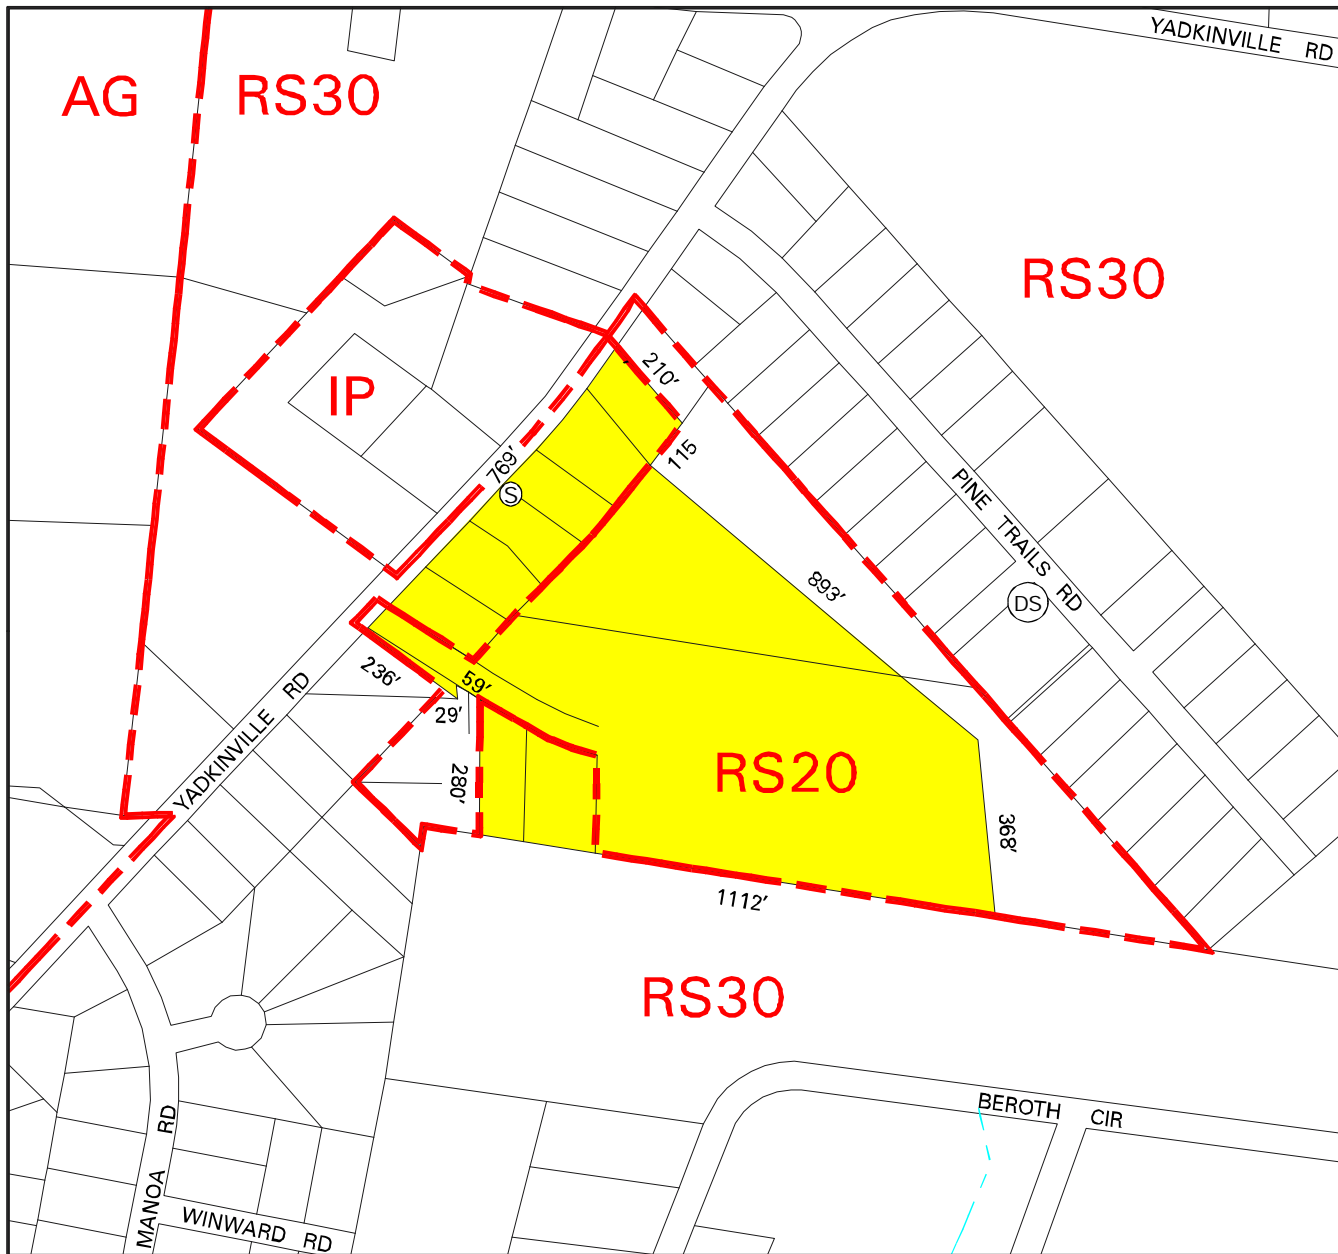 YADKINVILLE RD
AG
RS30
RS30
IP
210′
115
769′
S
PINE TRAILS RD
DS
893′
236′
59′
29′
YADKINVILLE RD
280′
RS20
368′
1112′
RS30
BEROTH CIR
MANOA RD
WINWARD RD